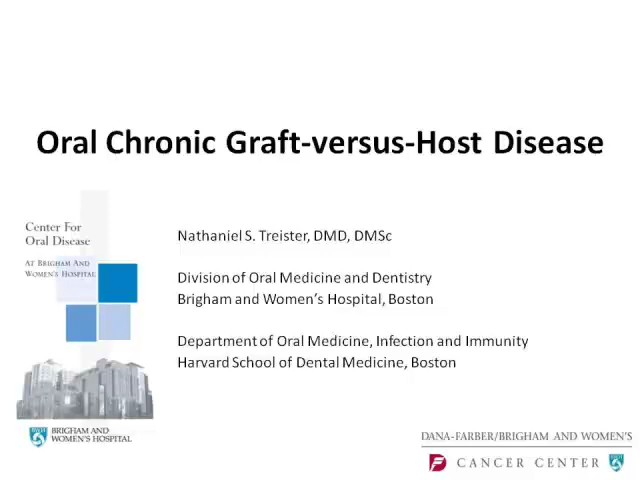 Oral Chronic Graft-versus-Host Disease
Center For
Oral Disease
At Brigham And
Women's Hospital
Nathaniel S. Treister, DMD, DMSc
Division of Oral Medicine and Dentistry
Brigham and Women's Hospital, Boston
Department of Oral Medicine, Infection and Immunity
Harvard School of Dental Medicine, Boston
BRIGHAM AND
WOMEN'S HOSPITAL
DANA-FARBER/BRIGHAM AND WOMEN'S
CANCER CENTER